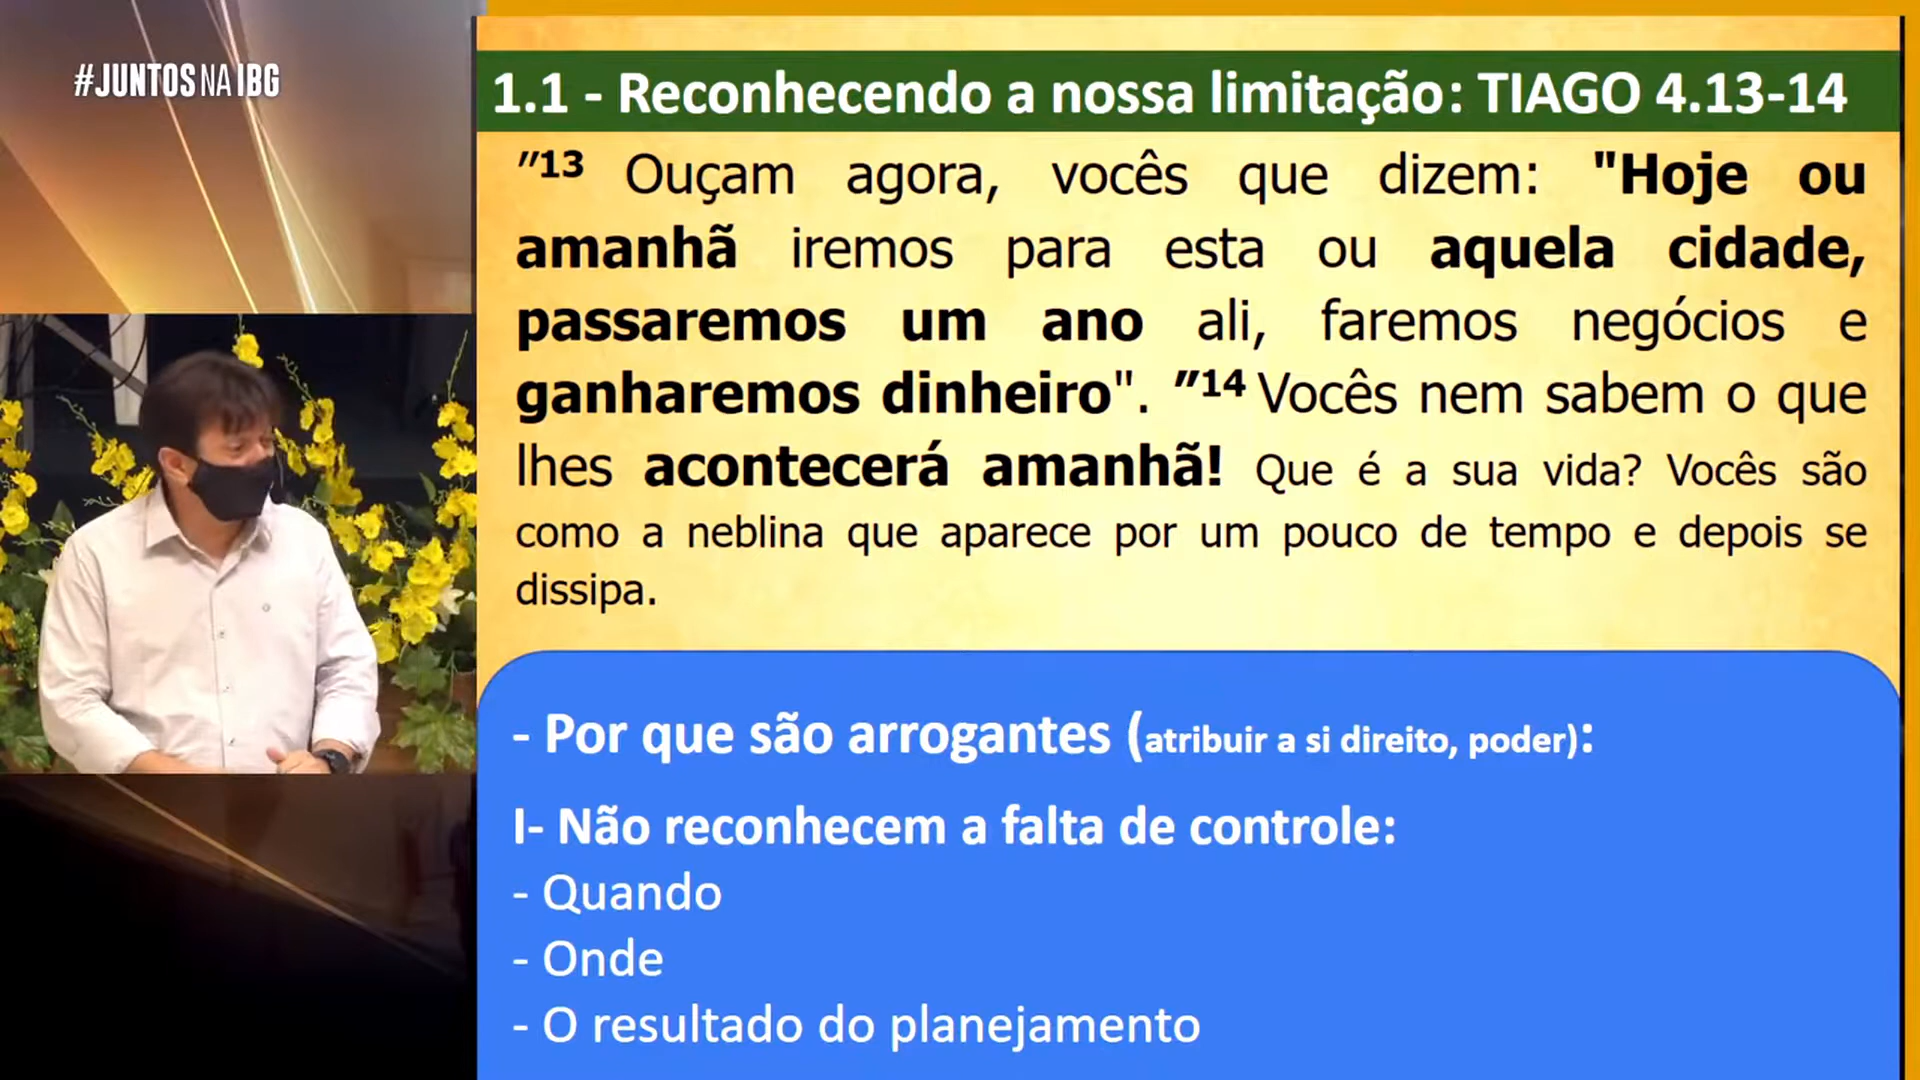 #JUNTOS NA IBG
1.1 - Reconhecendo a nossa limitação: TIAGO 4.13-14
"13 Ouçam agora, vocês que dizem: "Hoje ou
amanhã iremos para esta ou aquela cidade,
passaremos um ano ali, faremos negócios e
ganharemos dinheiro". "14 Vocês nem sabem o que
lhes acontecerá amanhã! Que é a sua vida? Vocês são
como a neblina que aparece por um pouco de tempo e depois se
dissipa.
- Por que são arrogantes (atribuir a si direito, poder):
I- Não reconhecem a falta de controle:
- Quando
- Onde
- O resultado do planejamento